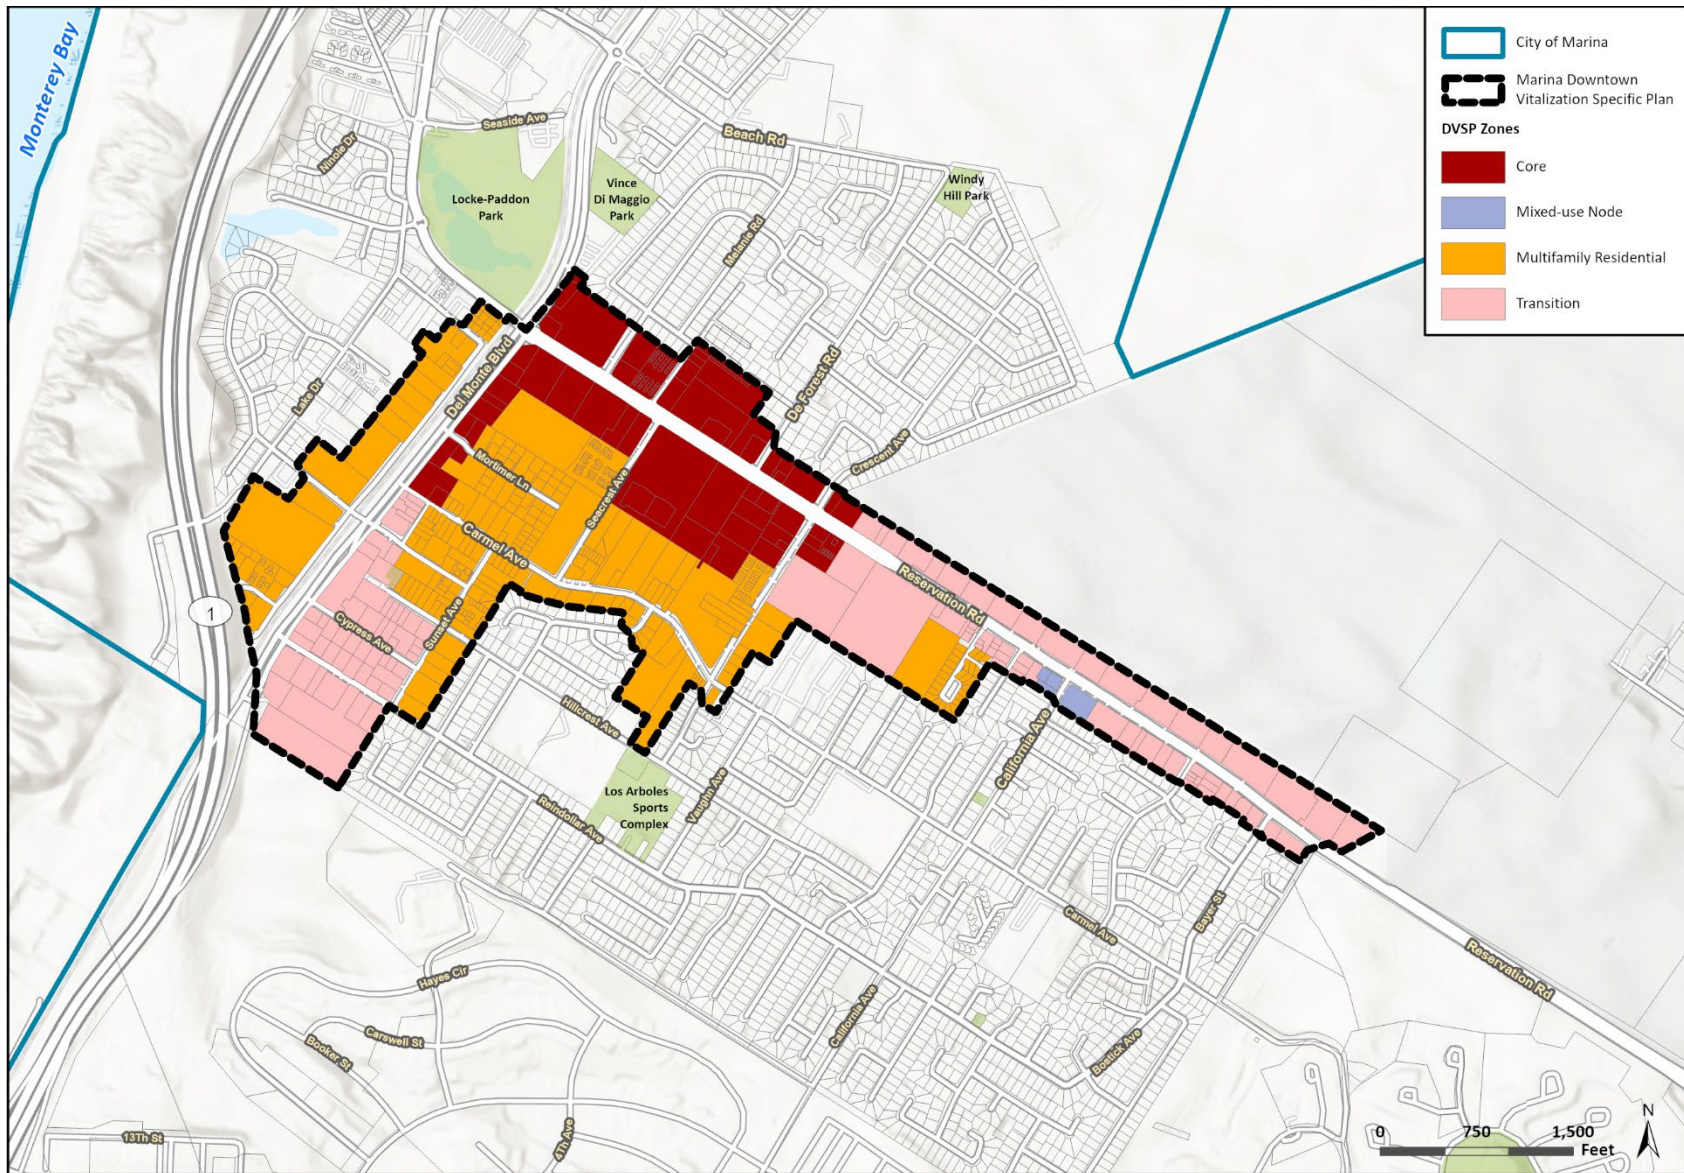 Monterey Bay
City of Marina
Marina Downtown
Vitalization Specific Plan
DVSP Zones
Core
Mixed-use Node
Multifamily Residential
Transition
Seaside Ave
Beach Rd
Ninole Dr
Locke-Paddon
Park
Vince
Di Maggio
Park
Windy
Hill Park
Melanie Rd
Del Monte Blvd
Lake Dr
De Forest Rd
Crescent Ave
Mortimer Ln
Seacrest Ave
Carmel Ave
Reservation Rd
1
Cypress Ave
Sunset Ave
Hillcrest Ave
California Ave
Los Arboles
Sports
Complex
Vaughn Ave
Reindollar Ave
Carmel Ave
Bayer St
Reservation Rd
Hayes Cir
Carswell St
Booker St
California Ave
Bostick Ave
13Th St
4Th Ave
N
0 750 1,500
Feet